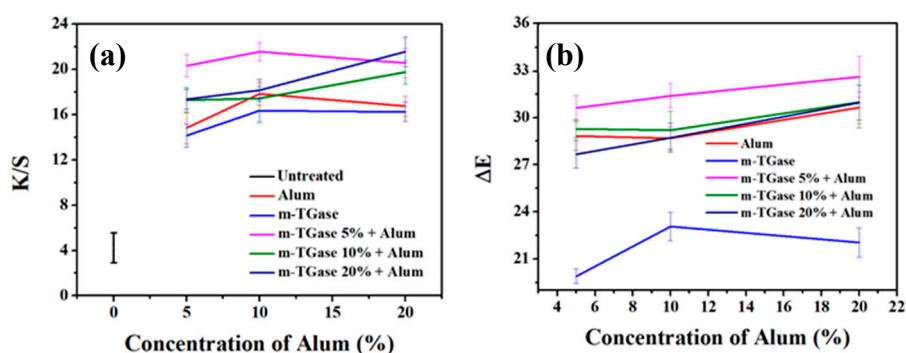 (a)
K/S
24
20
16
12
8
4
0
Untreated
Alum
m-TGase
m-TGase 5% + Alum
m-TGase 10% + Alum
m-TGase 20% + Alum
0 5 10 15 20
Concentration of Alum (%)
(b)
ΔE
36
33
30
27
24
21
Alum
m-TGase
m-TGase 5% + Alum
m-TGase 10% + Alum
m-TGase 20% + Alum
4 6 8 10 12 14 16 18 20 22
Concentration of Alum (%)